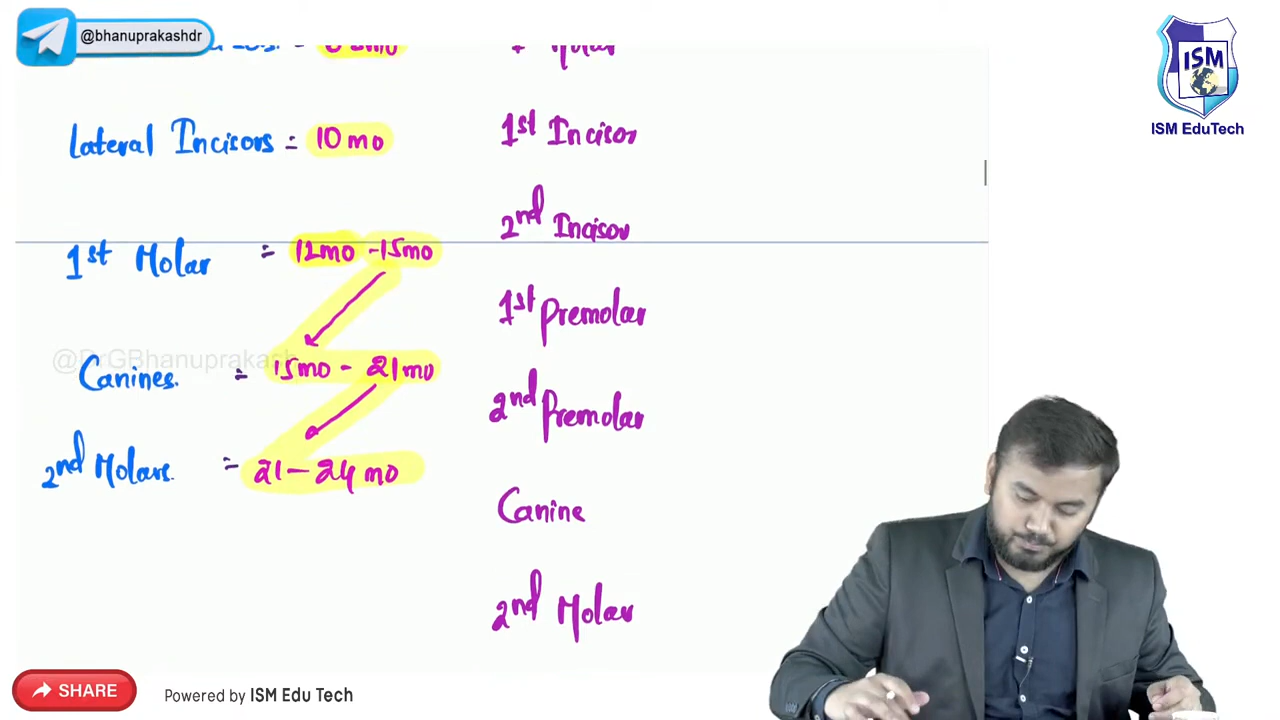 @bhanuprakashdr
ISM
ISM EduTech
Lateral Incisors = 10 mo
1st Molar = 12mo - 15mo
@DrGBhanuprakash
Canines. = 15mo - 21mo
2nd Molars. = 21 - 24 mo
Molar
1st Incisor
2nd Incisor
1st Premolar
2nd Premolar
Canine
2nd Molar
SHARE
Powered by ISM Edu Tech